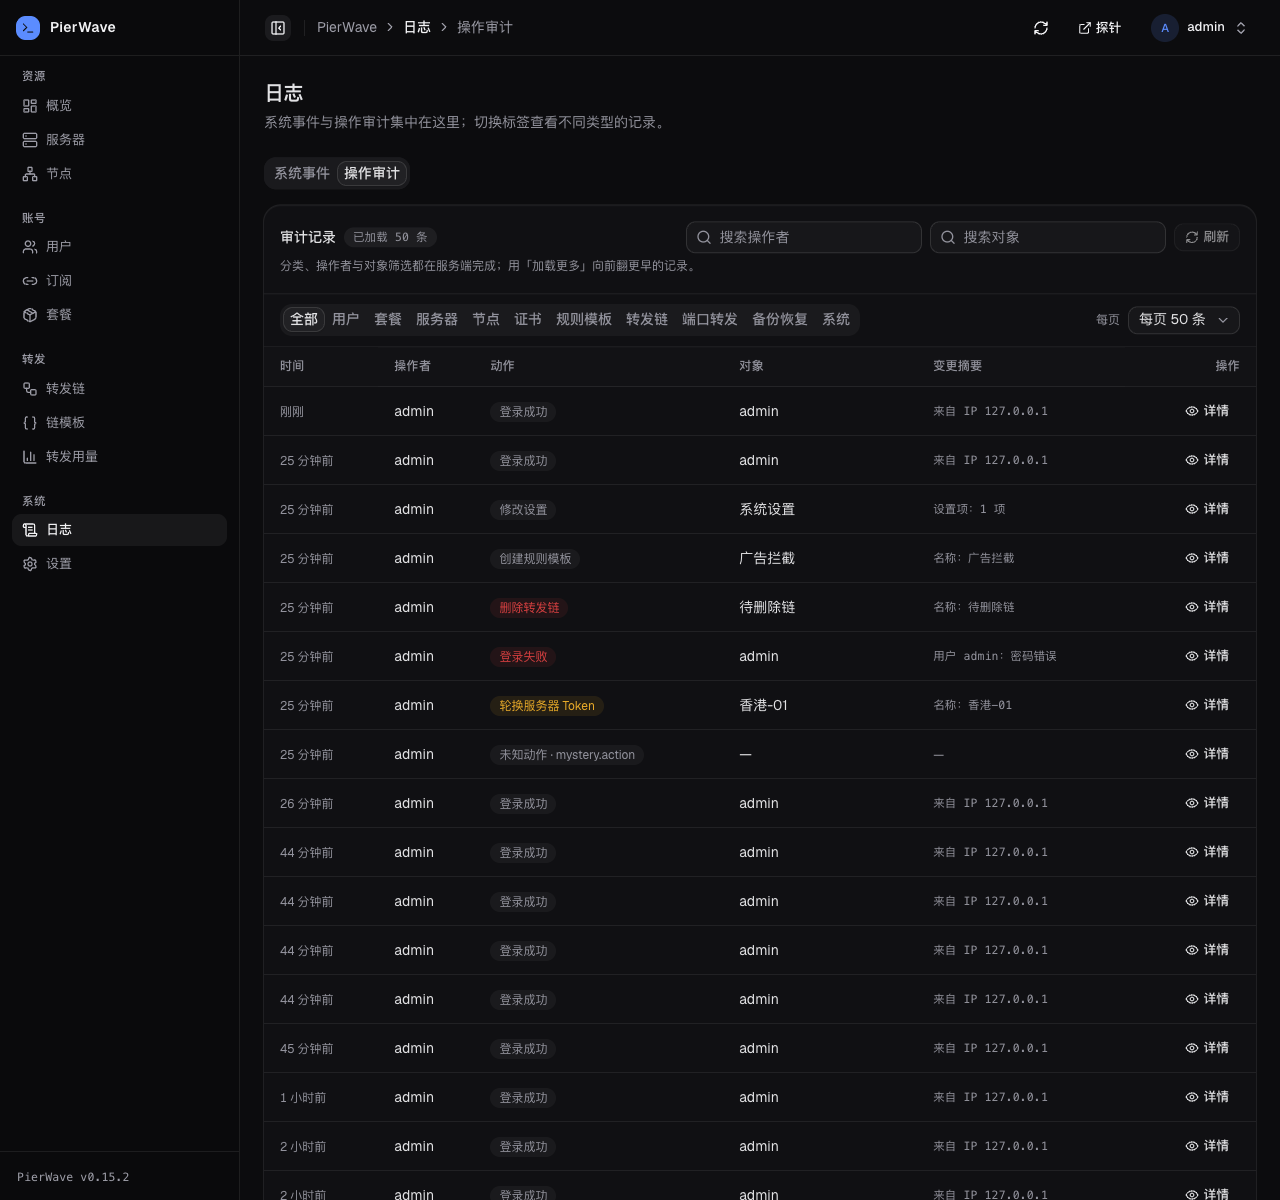 PierWave
PierWave > 日志 > 操作审计
探针
A admin
资源
概览
服务器
节点
账号
用户
订阅
套餐
转发
转发链
链模板
转发用量
系统
日志
设置
PierWave v0.15.2
日志
系统事件与操作审计集中在这里；切换标签查看不同类型的记录。
系统事件 操作审计
审计记录 已加载 50 条 搜索操作者 搜索对象 刷新
分类、操作者与对象筛选都在服务端完成；用「加载更多」向前翻更早的记录。
全部 用户 套餐 服务器 节点 证书 规则模板 转发链 端口转发 备份恢复 系统 每页 每页 50 条
时间 操作者 动作 对象 变更摘要 操作
刚刚 admin 登录成功 admin 来自 IP 127.0.0.1 详情
25 分钟前 admin 登录成功 admin 来自 IP 127.0.0.1 详情
25 分钟前 admin 修改设置 系统设置 设置项：1 项 详情
25 分钟前 admin 创建规则模板 广告拦截 名称：广告拦截 详情
25 分钟前 admin 删除转发链 待删除链 名称：待删除链 详情
25 分钟前 admin 登录失败 admin 用户 admin：密码错误 详情
25 分钟前 admin 轮换服务器 Token 香港-01 名称：香港-01 详情
25 分钟前 admin 未知动作 · mystery.action — — 详情
26 分钟前 admin 登录成功 admin 来自 IP 127.0.0.1 详情
44 分钟前 admin 登录成功 admin 来自 IP 127.0.0.1 详情
44 分钟前 admin 登录成功 admin 来自 IP 127.0.0.1 详情
44 分钟前 admin 登录成功 admin 来自 IP 127.0.0.1 详情
44 分钟前 admin 登录成功 admin 来自 IP 127.0.0.1 详情
45 分钟前 admin 登录成功 admin 来自 IP 127.0.0.1 详情
1 小时前 admin 登录成功 admin 来自 IP 127.0.0.1 详情
2 小时前 admin 登录成功 admin 来自 IP 127.0.0.1 详情
2 小时前 admin 登录成功 admin 来自 IP 127.0.0.1 详情